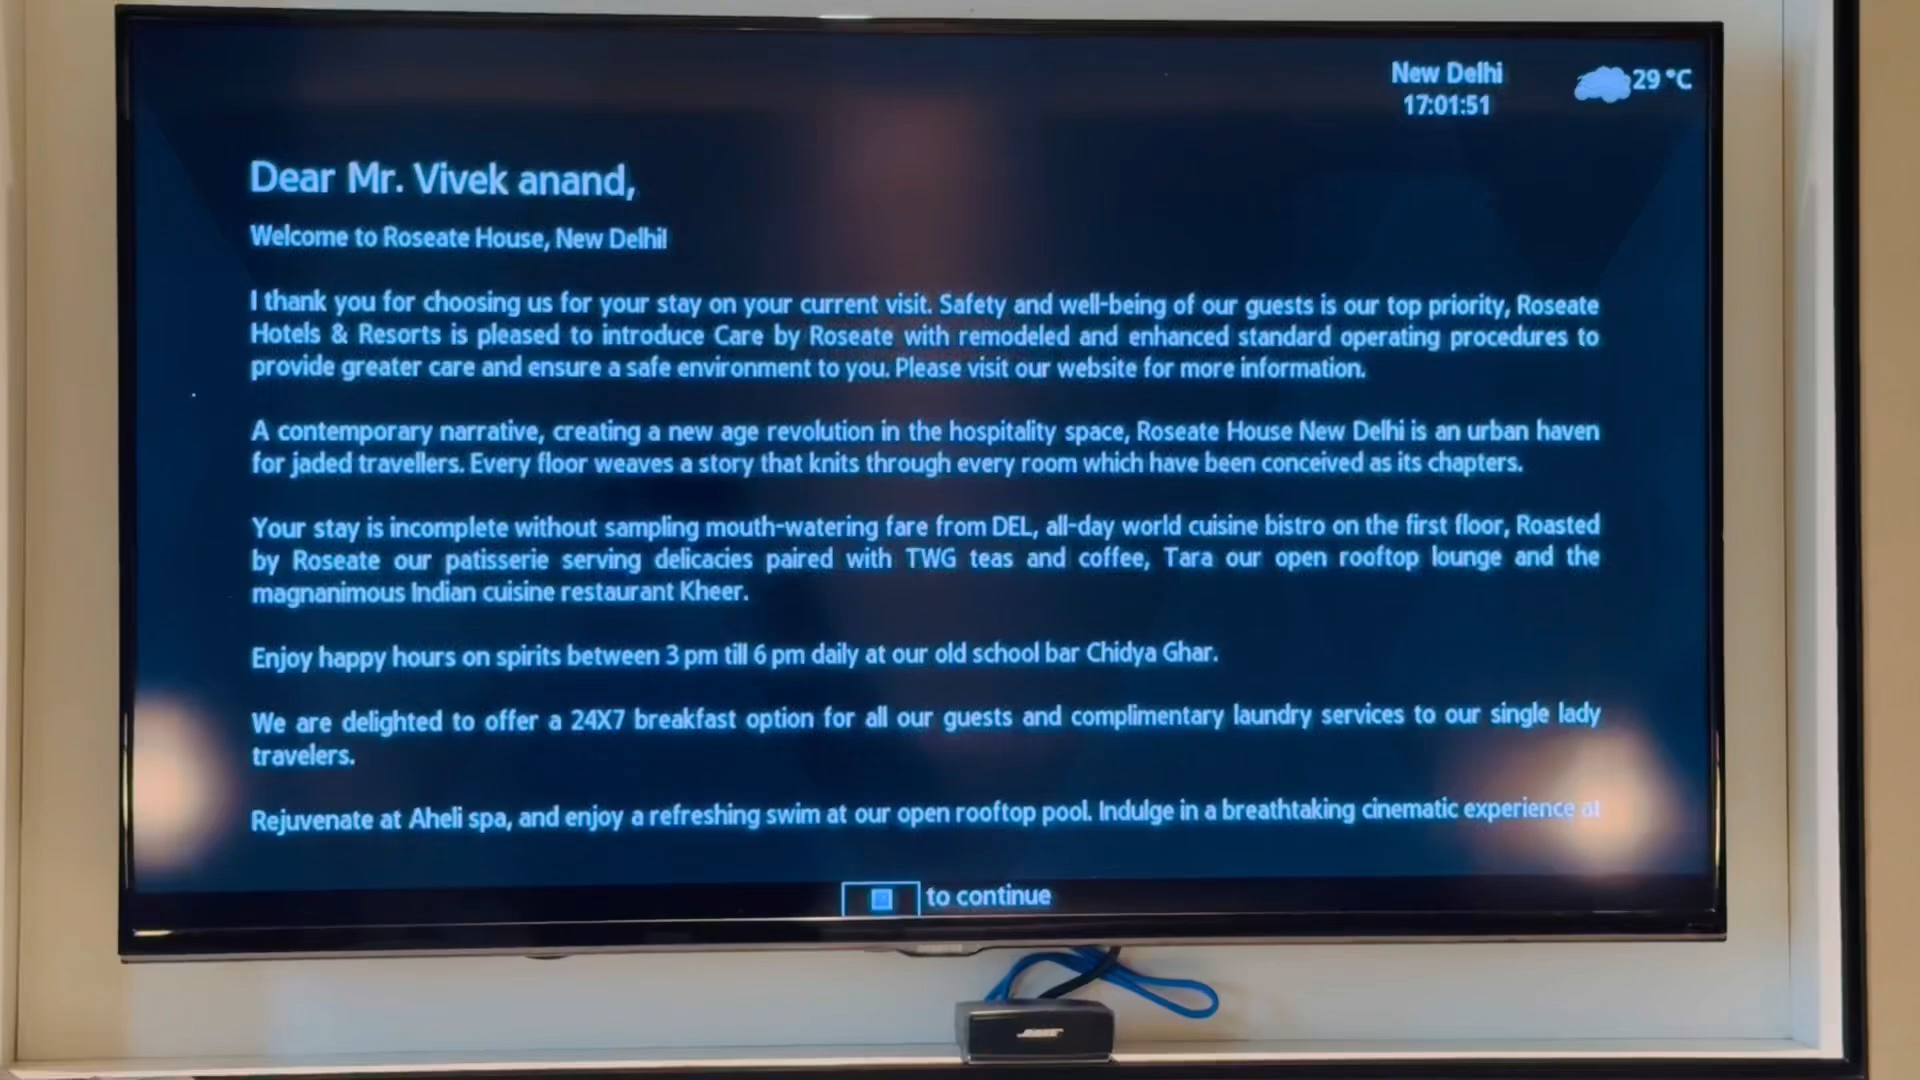 New Delhi
29 °C
17:01:51
Dear Mr. Vivek anand,
Welcome to Roseate House, New Delhi!
I thank you for choosing us for your stay on your current visit. Safety and well-being of our guests is our top priority, Roseate
Hotels & Resorts is pleased to introduce Care by Roseate with remodeled and enhanced standard operating procedures to
provide greater care and ensure a safe environment to you. Please visit our website for more information.
A contemporary narrative, creating a new age revolution in the hospitality space, Roseate House New Delhi is an urban haven
for jaded travellers. Every floor weaves a story that knits through every room which have been conceived as its chapters.
Your stay is incomplete without sampling mouth-watering fare from DEL, all-day world cuisine bistro on the first floor, Roasted
by Roseate our patisserie serving delicacies paired with TWG teas and coffee, Tara our open rooftop lounge and the
magnanimous Indian cuisine restaurant Kheer.
Enjoy happy hours on spirits between 3 pm till 6 pm daily at our old school bar Chidya Ghar.
We are delighted to offer a 24X7 breakfast option for all our guests and complimentary laundry services to our single lady
travelers.
Rejuvenate at Aheli spa, and enjoy a refreshing swim at our open rooftop pool. Indulge in a breathtaking cinematic experience at
to continue
BOSE